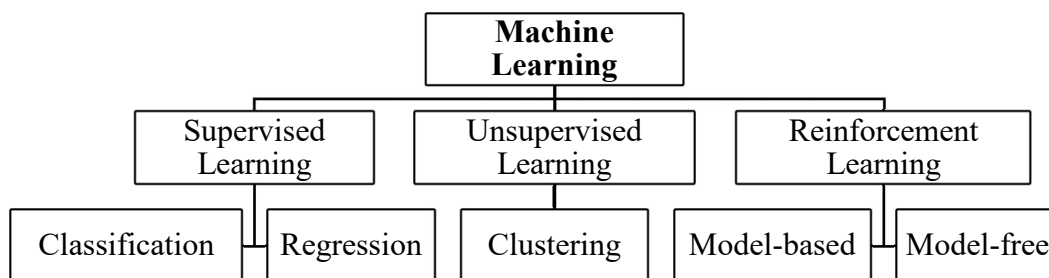 Machine
Learning
Supervised
Learning
Unsupervised
Learning
Reinforcement
Learning
Classification
Regression
Clustering
Model-based
Model-free